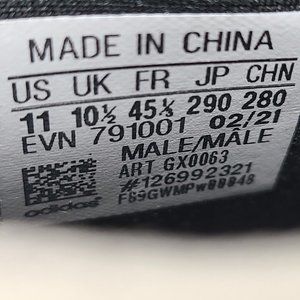 MADE IN CHINA
US UK FR JP CHN
11 10½ 45⅓ 290 280
EVN 791001 02/21
MALE/MÂLE
ART GX0063
#126992321
adidas